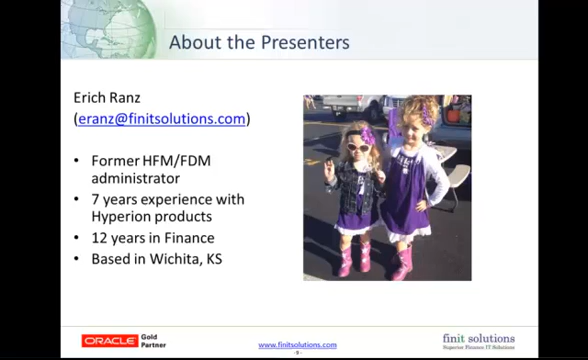 About the Presenters
Erich Ranz
(eranz@finitsolutions.com)
• Former HFM/FDM
administrator
• 7 years experience with
Hyperion products
• 12 years in Finance
• Based in Wichita, KS
ORACLE Gold
Partner
www.finitsolutions.com
finit solutions
Superior Finance.IT.Solutions